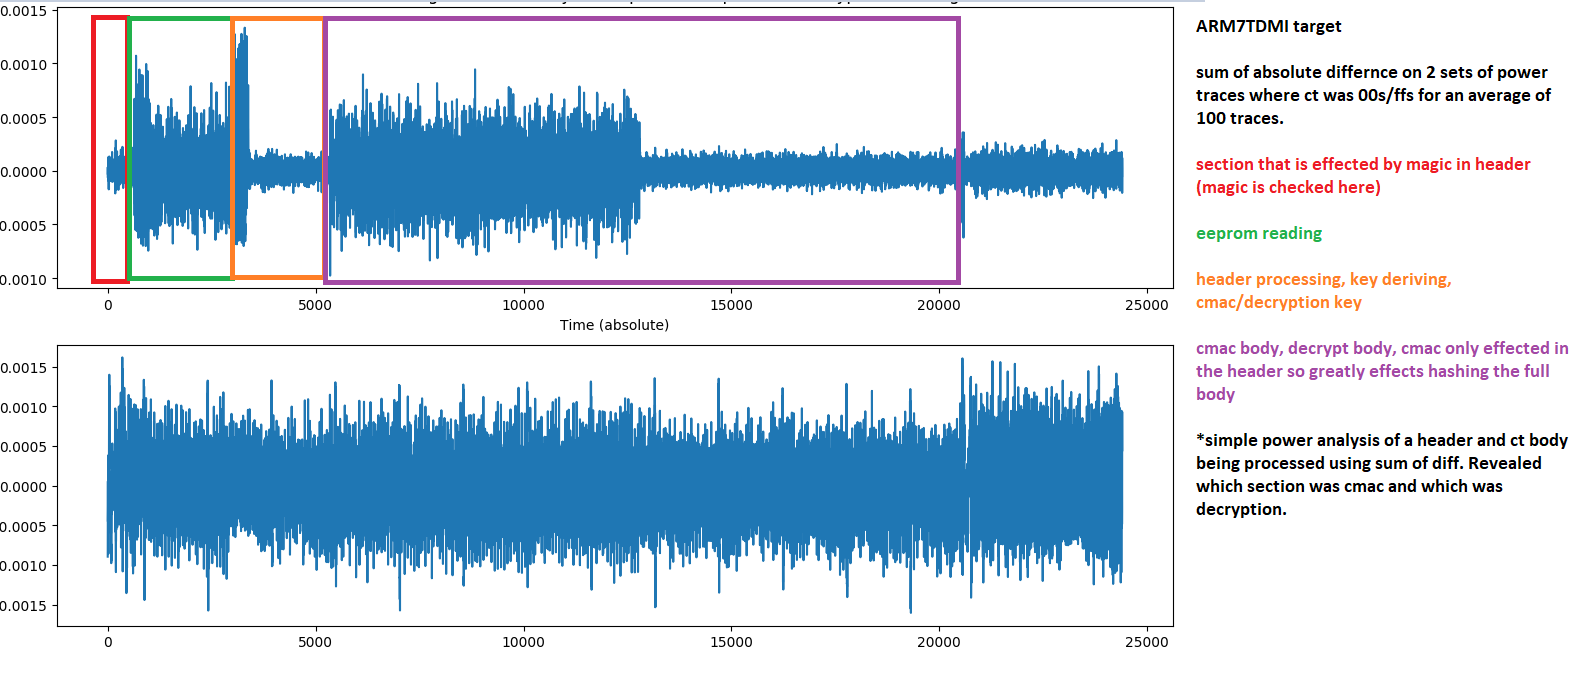 0.0015
0.0010
0.0005
0.0000
0.0005
0.0010
0 5000 10000 15000 20000 25000
Time (absolute)
0.0015
0.0010
0.0005
0.0000
0.0005
0.0010
0.0015
0 5000 10000 15000 20000 25000
ARM7TDMI target
sum of absolute differnce on 2 sets of power
traces where ct was 00s/ffs for an average of
100 traces.
section that is effected by magic in header
(magic is checked here)
eeprom reading
header processing, key deriving,
cmac/decryption key
cmac body, decrypt body, cmac only effected in
the header so greatly effects hashing the full
body
*simple power analysis of a header and ct body
being processed using sum of diff. Revealed
which section was cmac and which was
decryption.